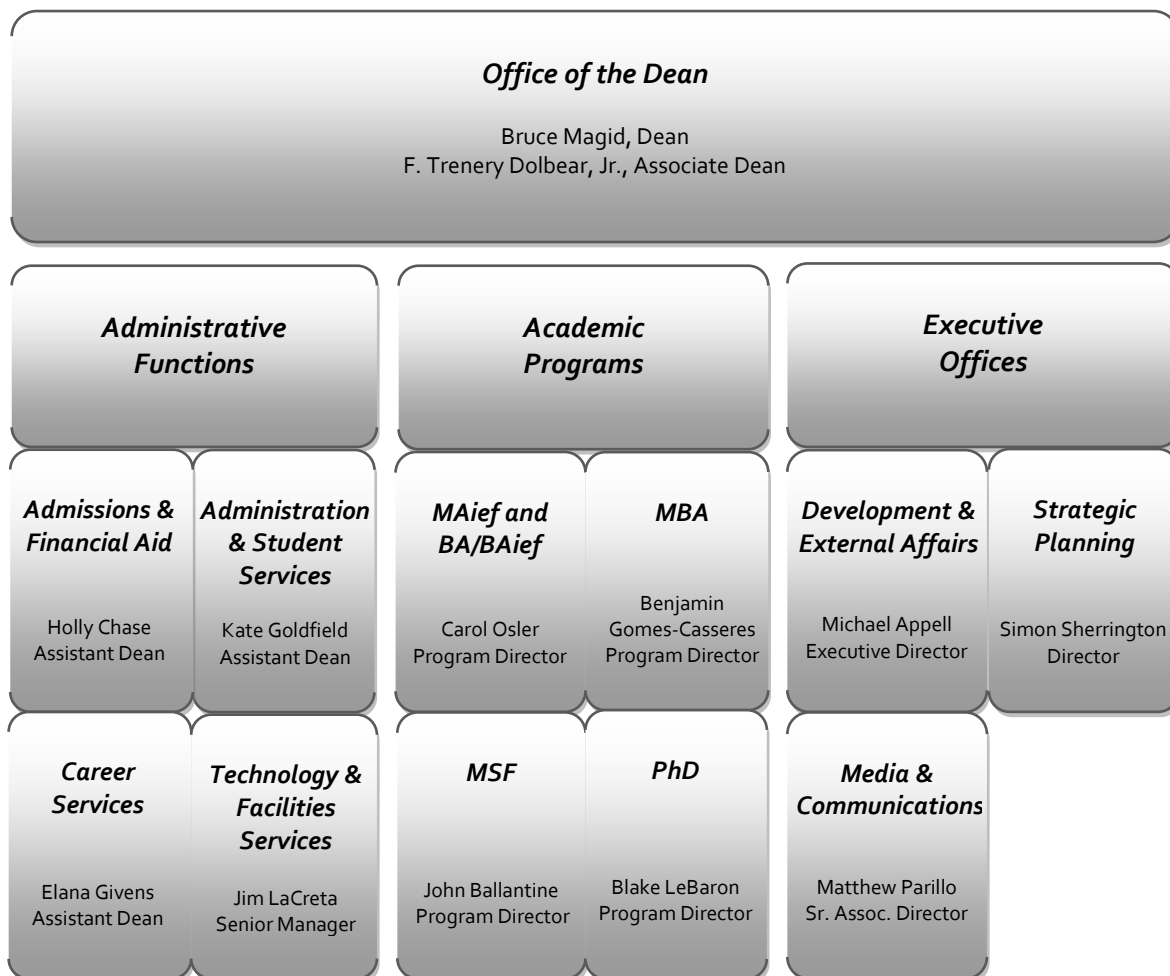 Office of the Dean
Bruce Magid, Dean
F. Trenery Dolbear, Jr., Associate Dean
Administrative
Functions
Academic
Programs
Executive
Offices
Admissions &
Financial Aid
Holly Chase
Assistant Dean
Administration
& Student
Services
Kate Goldfield
Assistant Dean
MAief and
BA/BAief
Carol Osler
Program Director
MBA
Benjamin
Gomes-Casseres
Program Director
Development &
External Affairs
Michael Appell
Executive Director
Strategic
Planning
Simon Sherrington
Director
Career
Services
Elana Givens
Assistant Dean
Technology &
Facilities
Services
Jim LaCreta
Senior Manager
MSF
John Ballantine
Program Director
PhD
Blake LeBaron
Program Director
Media &
Communications
Matthew Parillo
Sr. Assoc. Director